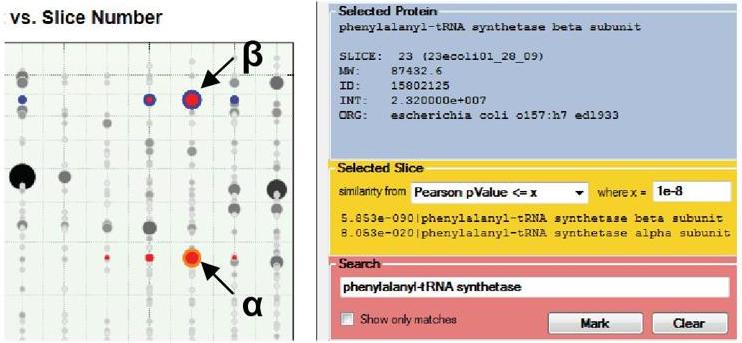 vs. Slice Number
β
α
Selected Protein
phenylalanyl-tRNA synthetase beta subunit
SLICE: 23 (23ecoli01_28_09)
MW: 87432.6
ID: 15802125
INT: 2.320000e+007
ORG: escherichia coli o157:h7 edl933
Selected Slice
similarity from Pearson pValue <= x where x = 1e-8
5.853e-090|phenylalanyl-tRNA synthetase beta subunit
8.053e-020|phenylalanyl-tRNA synthetase alpha subunit
Search
phenylalanyl-tRNA synthetase
Show only matches Mark Clear